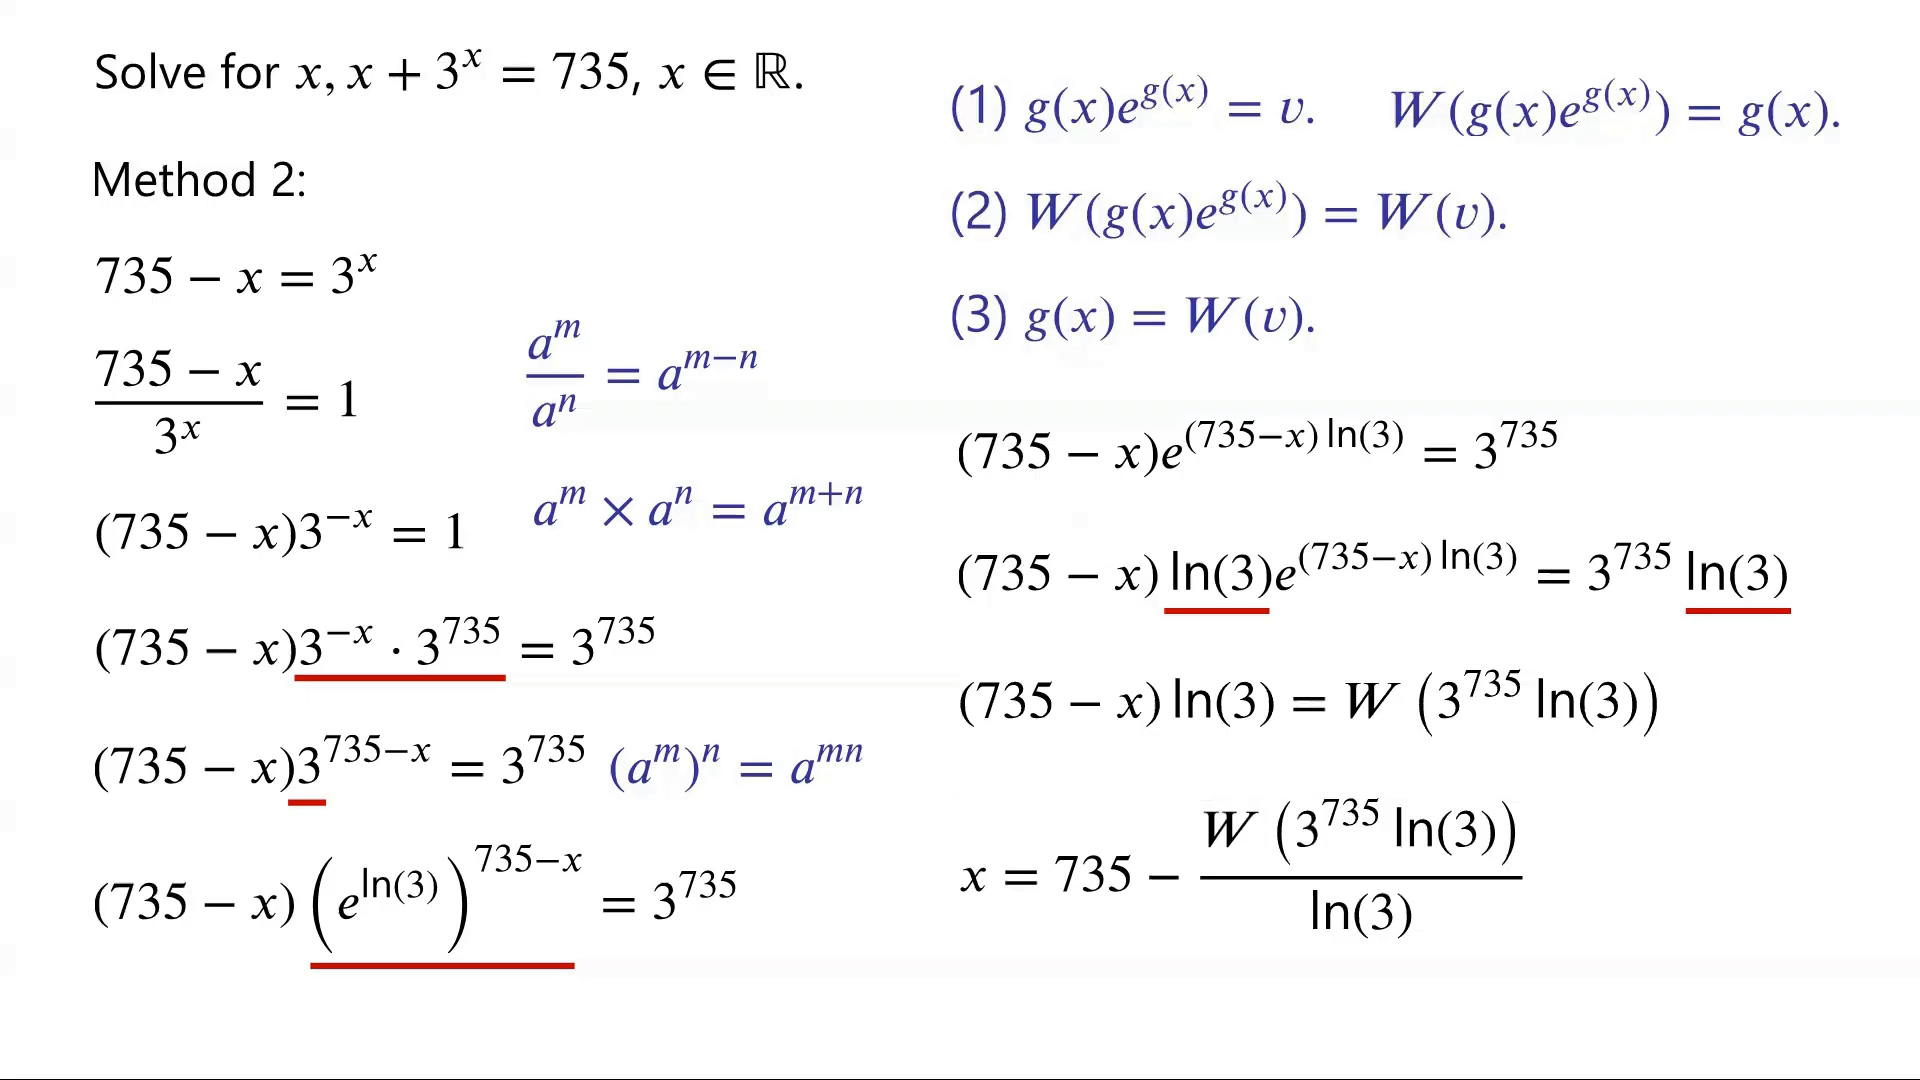 Solve for x, x + 3^x = 735, x ∈ ℝ.
Method 2:
735 − x = 3^x
(735 − x)/3^x = 1
a^m/a^n = a^(m−n)
(735 − x)3^(−x) = 1
a^m × a^n = a^(m+n)
(735 − x)3^(−x) · 3^735 = 3^735
(735 − x)3^(735−x) = 3^735 (a^m)^n = a^(mn)
(735 − x)(e^(ln(3)))^(735−x) = 3^735
(1) g(x)e^(g(x)) = v. W(g(x)e^(g(x))) = g(x).
(2) W(g(x)e^(g(x))) = W(v).
(3) g(x) = W(v).
(735 − x)e^((735−x) ln(3)) = 3^735
(735 − x) ln(3)e^((735−x) ln(3)) = 3^735 ln(3)
(735 − x) ln(3) = W (3^735 ln(3))
x = 735 − W (3^735 ln(3))/ln(3)